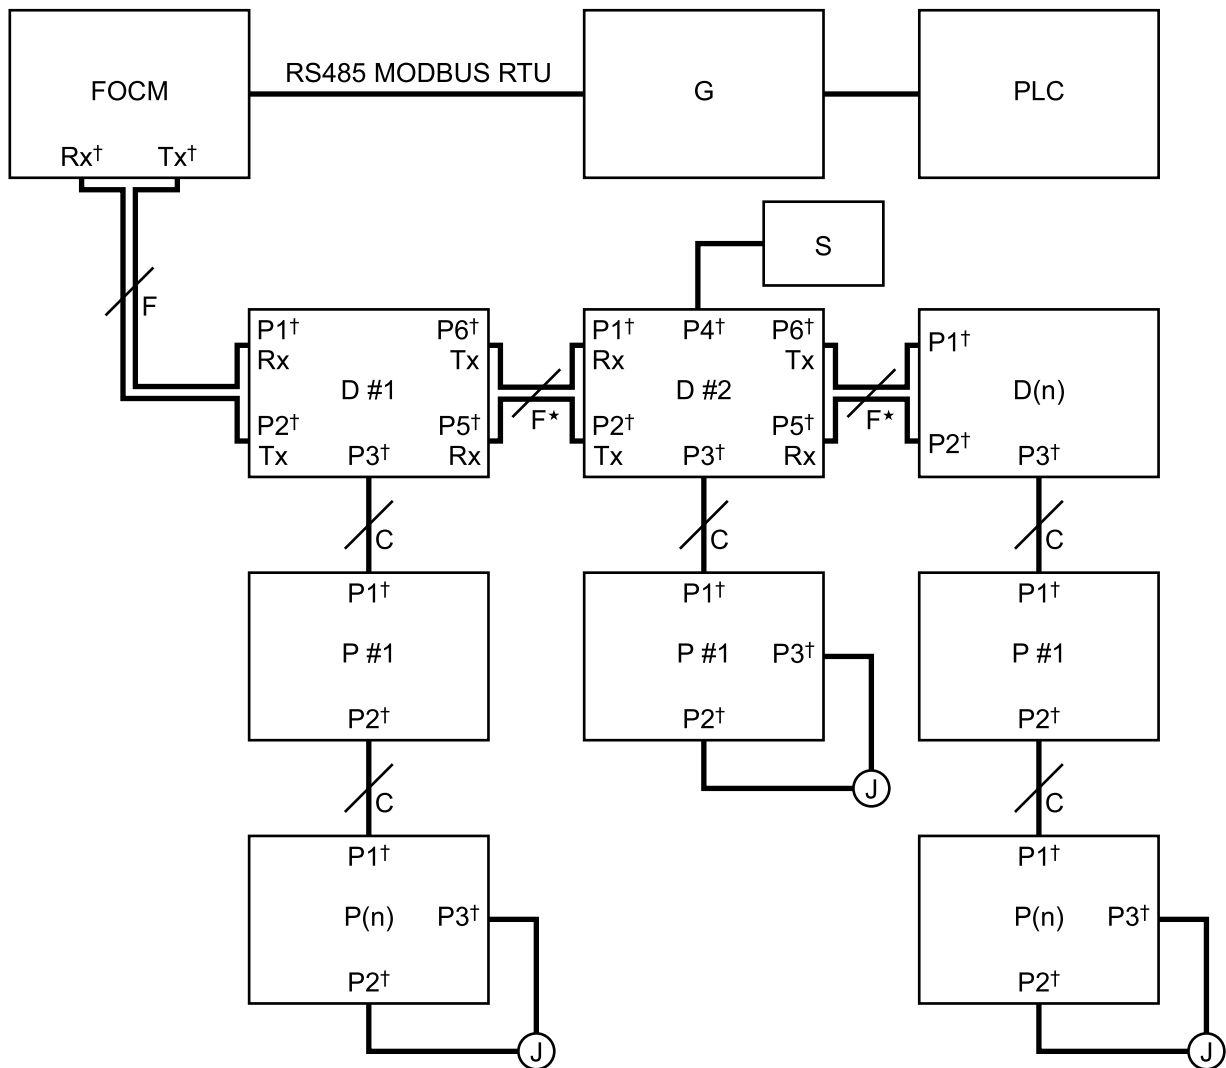 RS485 MODBUS RTU
FOCM
G
PLC
Rx† Tx†
S
F
P1† P6†
Rx Tx
D #1
P2† P5†
Tx P3† Rx
F★
P1† P4† P6†
Rx Tx
D #2
P2† P5†
Tx P3† Rx
F★
P1†
D(n)
P2†
P3†
C
C
C
P1†
P #1
P2†
P1†
P #1 P3†
P2†
J
P1†
P #1
P2†
C
C
P1†
P(n) P3†
P2†
J
P1†
P(n) P3†
P2†
J